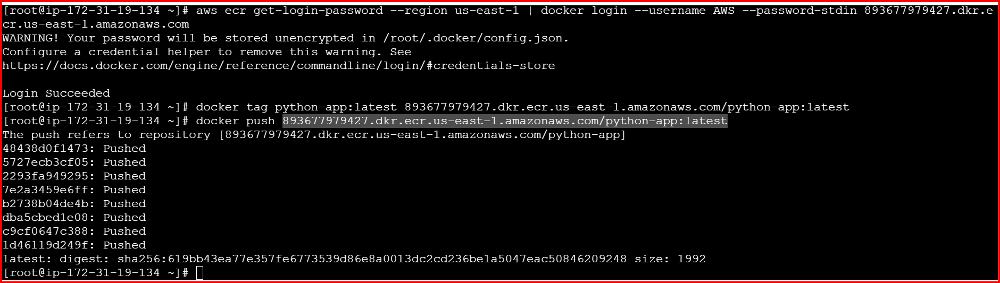 [root@ip-172-31-19-134 ~]# aws ecr get-login-password --region us-east-1 | docker login --username AWS --password-stdin 893677979427.dkr.e
cr.us-east-1.amazonaws.com
WARNING! Your password will be stored unencrypted in /root/.docker/config.json.
Configure a credential helper to remove this warning. See
https://docs.docker.com/engine/reference/commandline/login/#credentials-store
Login Succeeded
[root@ip-172-31-19-134 ~]# docker tag python-app:latest 893677979427.dkr.ecr.us-east-1.amazonaws.com/python-app:latest
[root@ip-172-31-19-134 ~]# docker push 893677979427.dkr.ecr.us-east-1.amazonaws.com/python-app:latest
The push refers to repository [893677979427.dkr.ecr.us-east-1.amazonaws.com/python-app]
48438d0f1473: Pushed
5727ecb3cf05: Pushed
2293fa949295: Pushed
7e2a3459e6ff: Pushed
b2738b04de4b: Pushed
dba5cbed1e08: Pushed
c9cf0647c388: Pushed
1d46119d249f: Pushed
latest: digest: sha256:619bb43ea77e357fe6773539d86e8a0013dc2cd236be1a5047eac50846209248 size: 1992
[root@ip-172-31-19-134 ~]#